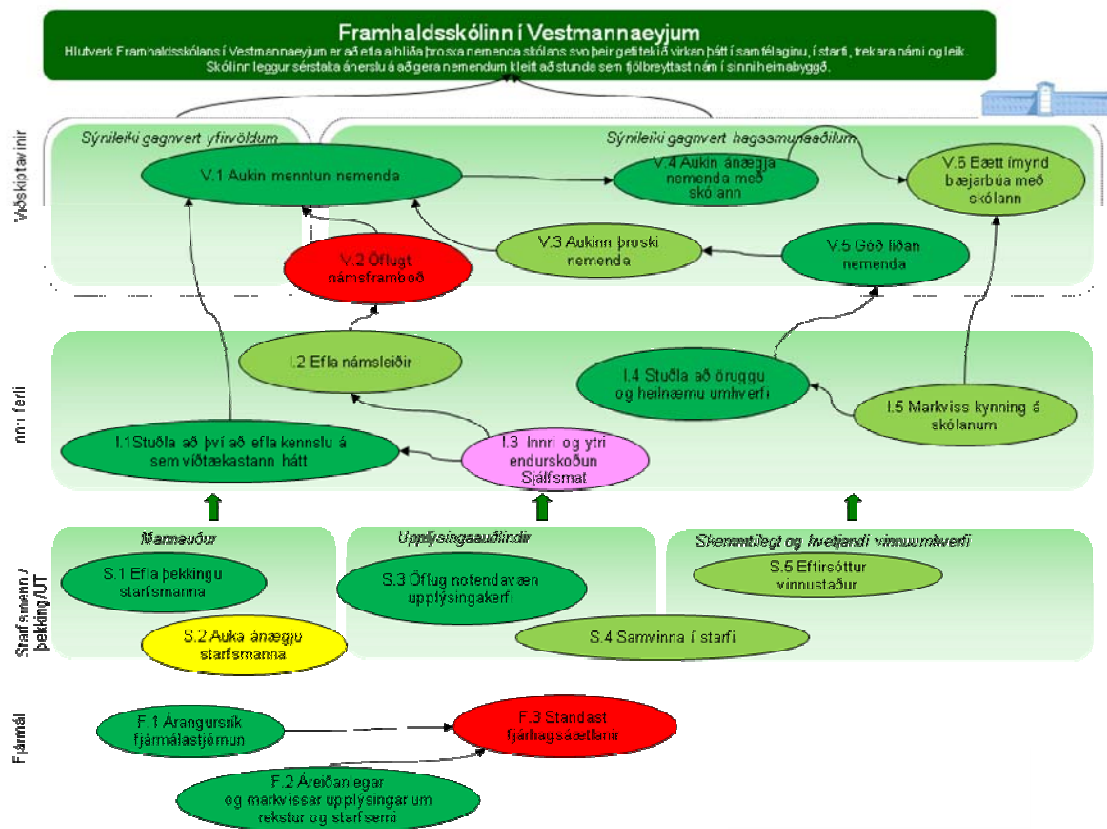 Framhaldsskólinn í Vestmannaeyjum
Hlutverk Framhaldsskólans í Vestmannaeyjum er að efla alhliða þroska nemenda skólans svo þeir geti tekið virkan þátt í samfélaginu, í starfi, frekara námi og leik.
Skólinn leggur sérstaka áherslu á að gera nemendum kleift að stunda sem fjölbreyttast nám í sinni heimabyggð.
Viðskiptavinir
Sýnileiki gagnvert yfirvöldum
Sýnileiki gagnvert hagsmunaaðilum
V.1 Aukin menntun nemenda
V.4 Aukin ánægja
nemenda með
skólann
V.6 Bætt ímynd
bæjarbúa með
skólann
V.2 Öflugt
námsframboð
V.3 Aukinn þroski
nemenda
V.5 Góð líðan
nemenda
Innri ferli
I.2 Efla námsleiðir
I.4 Stuðla að öruggu
og heilnæmu umhverfi
I.5 Markviss kynning á
skólanum
I.1 Stuðla að því að efla kennslu á
sem víðtækastann hátt
I.3 Innri og ytri
endurskoðun
Sjálfsmat
Starfsmenn /
þekking/UT
Mannauður
Upplýsingaauðlindir
Skemmtilegt og hvetjandi vinnuumhverfi
S.1 Efla þekkingu
starfsmanna
S.3 Öflug notendavæn
upplýsingakerfi
S.5 Eftirsóttur
vinnustaður
S.2 Auka ánægju
starfsmanna
S.4 Samvinna í starfi
Fjármál
F.1 Árangursrík
fjármálastjórnun
F.3 Standast
fjárhagsáætlann
F.2 Áreiðanlegar
og markvissar upplýsingar um
rekstur og starfsemi